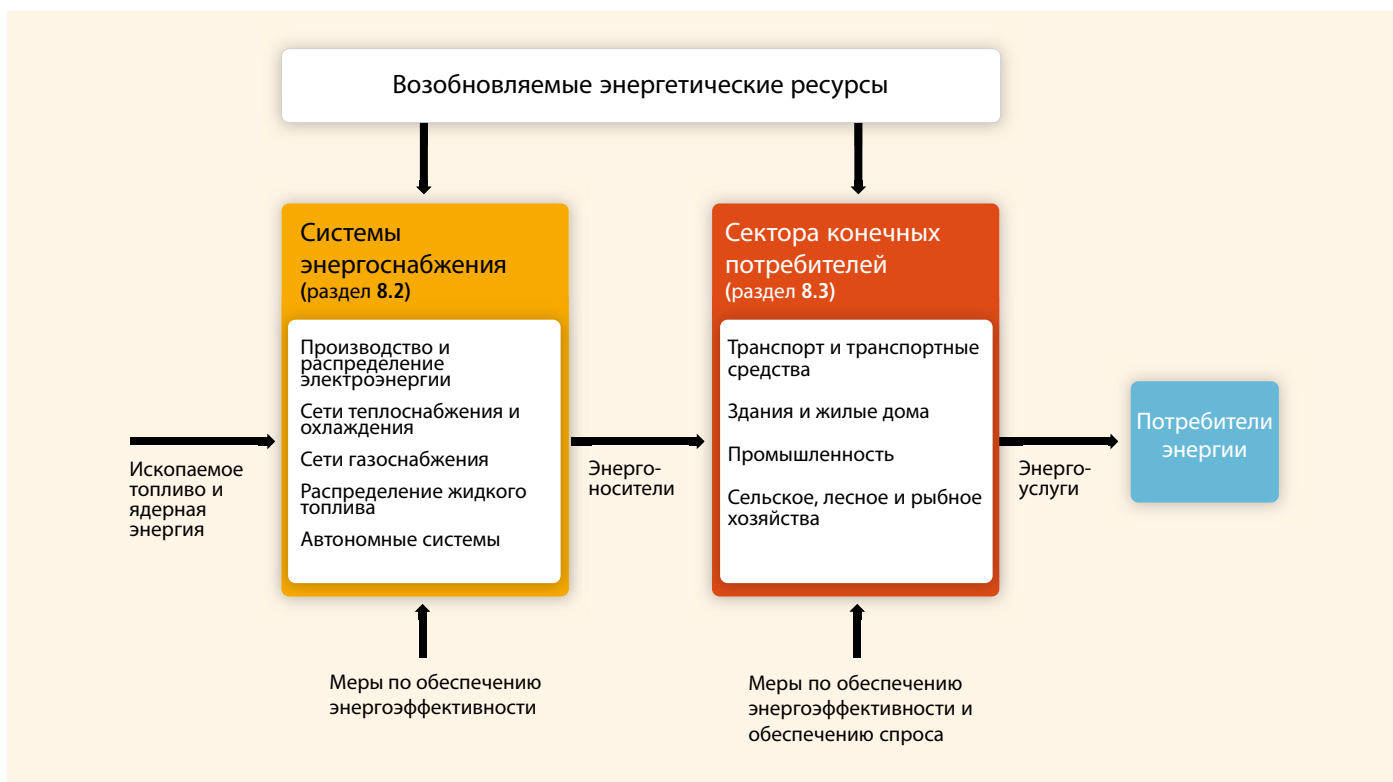 Возобновляемые энергетические ресурсы
Системы
энергоснабжения
(раздел 8.2)
Производство и
распределение
электроэнергии
Сети теплоснабжения и
охлаждения
Сети газоснабжения
Распределение жидкого
топлива
Автономные системы
Сектора конечных
потребителей
(раздел 8.3)
Транспорт и транспортные
средства
Здания и жилые дома
Промышленность
Сельское, лесное и рыбное
хозяйства
Потребители
энергии
Ископаемое
топливо и
ядерная
энергия
Энерго-
носители
Энерго-
услуги
Меры по обеспечению
энергоэффективности
Меры по обеспечению
энергоэффективности и
обеспечению спроса